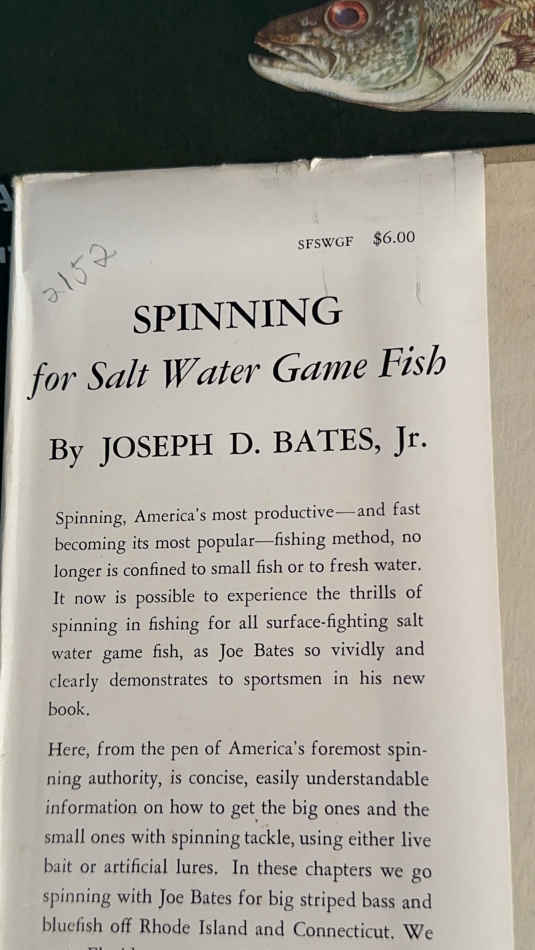 SFSWGF $6.00
2152
SPINNING
for Salt Water Game Fish
By JOSEPH D. BATES, Jr.
Spinning, America's most productive—and fast
becoming its most popular—fishing method, no
longer is confined to small fish or to fresh water.
It now is possible to experience the thrills of
spinning in fishing for all surface-fighting salt
water game fish, as Joe Bates so vividly and
clearly demonstrates to sportsmen in his new
book.
Here, from the pen of America's foremost spin-
ning authority, is concise, easily understandable
information on how to get the big ones and the
small ones with spinning tackle, using either live
bait or artificial lures. In these chapters we go
spinning with Joe Bates for big striped bass and
bluefish off Rhode Island and Connecticut. We